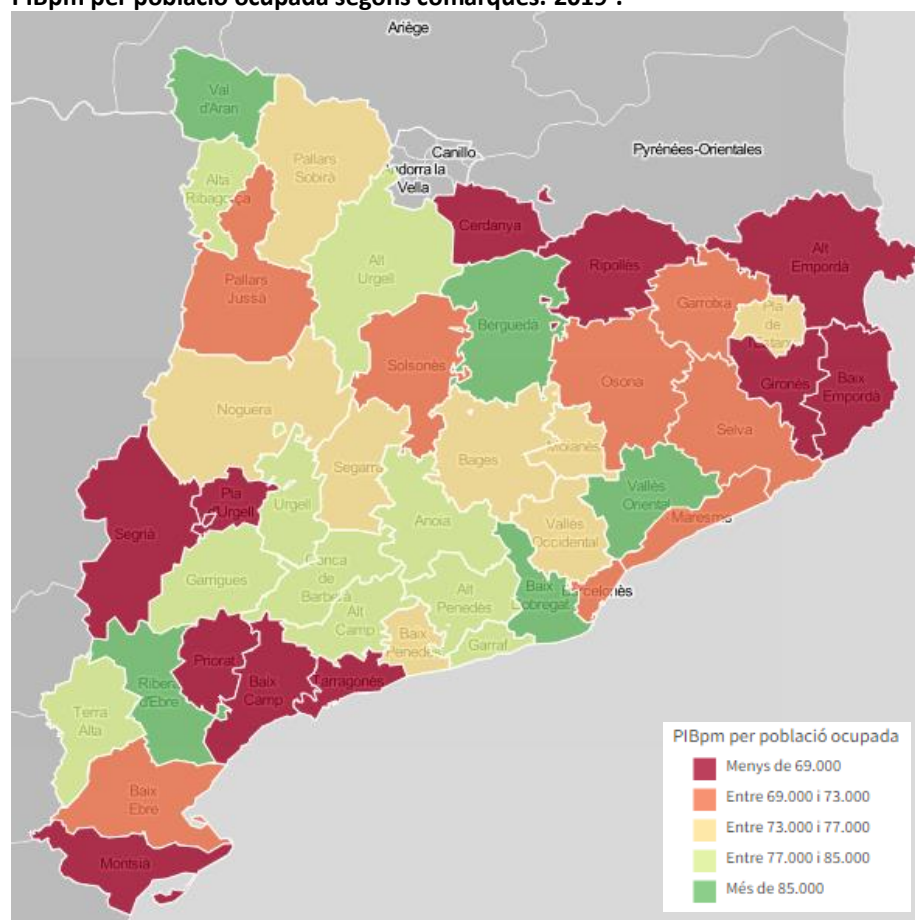 PIBpm per població ocupada segons comarques. 2019 .
Ariège
Val
d'Aran
Pallars
Sobirà
Canillo
Andorra la
Vella
Pyrénées-Orientales
Alta
Ribagorça
Cerdanya
Ripollès
Alt
Empordà
Alt
Urgell
Pallars
Jussà
Garrotxa
Pla
de
l'Estany
Berguedà
Solsonès
Osona
Gironès
Baix
Empordà
Noguera
Selva
Segarra
Bages
Moianès
Pla
d'Urgell
Urgell
Vallès
Oriental
Segrià
Anoia
Vallès
Occidental
Maresme
Garrigues
Conca
de
Barberà
Alt
Penedès
Baix
Llobregat
Barcelonès
Alt
Camp
Baix
Penedès
Garraf
Priorat
Baix
Camp
Tarragonès
Ribera
d'Ebre
Terra
Alta
Baix
Ebre
Montsià
PIBpm per població ocupada
Menys de 69.000
Entre 69.000 i 73.000
Entre 73.000 i 77.000
Entre 77.000 i 85.000
Més de 85.000